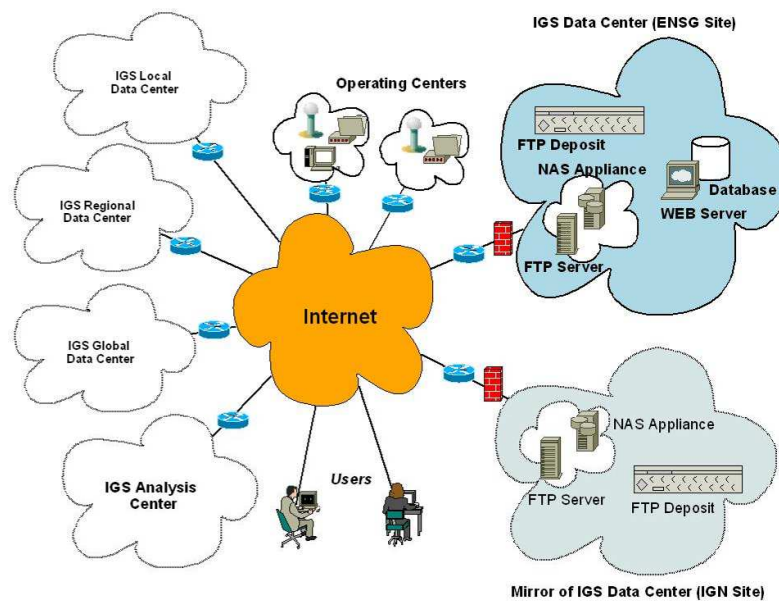 IGS Data Center (ENSG Site)
IGS Local
Data Center
Operating Centers
FTP Deposit
NAS Appliance
Database
WEB Server
FTP Server
IGS Regional
Data Center
Internet
IGS Global
Data Center
NAS Appliance
FTP Server
FTP Deposit
IGS Analysis
Center
Users
Mirror of IGS Data Center (IGN Site)